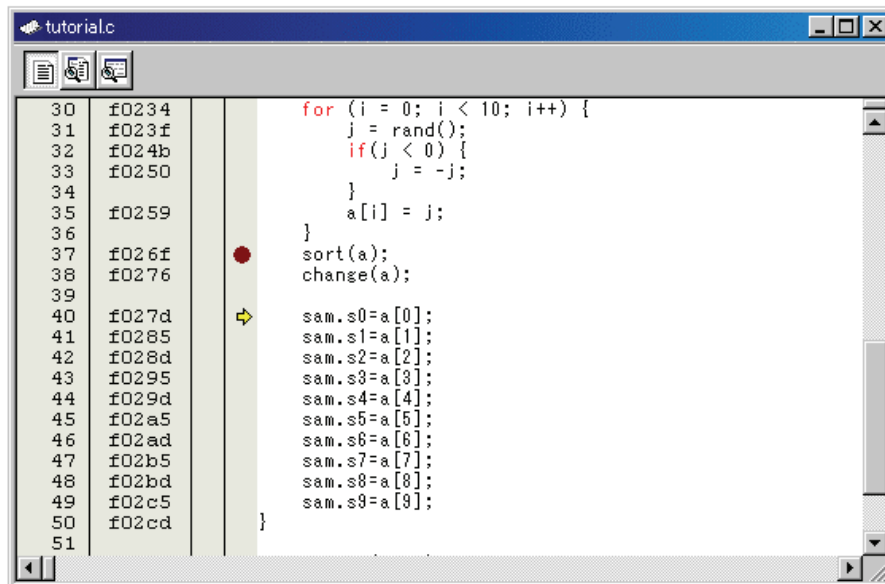 tutorial.c
30 f0234 for (i = 0; i < 10; i++) {
31 f023f j = rand();
32 f024b if(j < 0) {
33 f0250 j = -j;
34 }
35 f0259 a[i] = j;
36 }
37 f026f sort(a);
38 f0276 change(a);
39
40 f027d sam.s0=a[0];
41 f0285 sam.s1=a[1];
42 f028d sam.s2=a[2];
43 f0295 sam.s3=a[3];
44 f029d sam.s4=a[4];
45 f02a5 sam.s5=a[5];
46 f02ad sam.s6=a[6];
47 f02b5 sam.s7=a[7];
48 f02bd sam.s8=a[8];
49 f02c5 sam.s9=a[9];
50 f02cd }
51